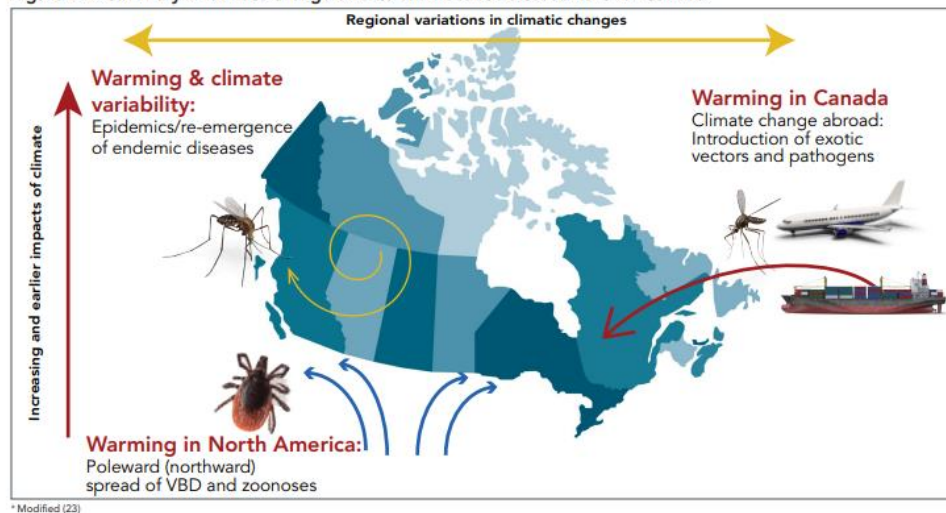 Regional variations in climatic changes
Warming & climate
variability:
Epidemics/re-emergence
of endemic diseases
Warming in Canada
Climate change abroad:
Introduction of exotic
vectors and pathogens
Increasing and earlier impacts of climate
Warming in North America:
Poleward (northward)
spread of VBD and zoonoses
ᵃ Modified (23)